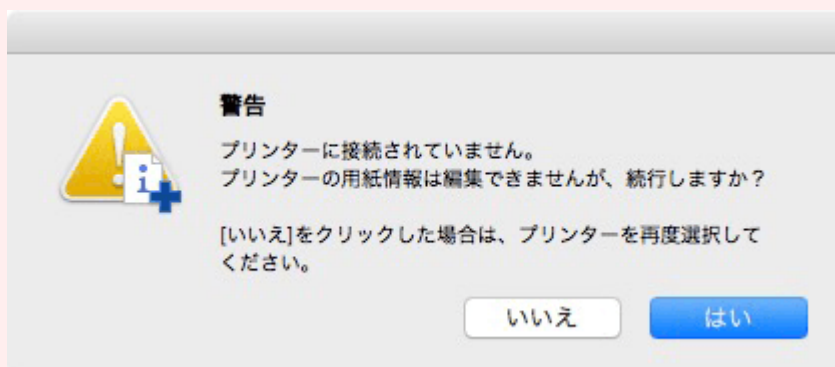 警告
プリンターに接続されていません。
プリンターの用紙情報は編集できませんが、続行しますか？
[いいえ]をクリックした場合は、プリンターを再度選択して
ください。
いいえ
はい